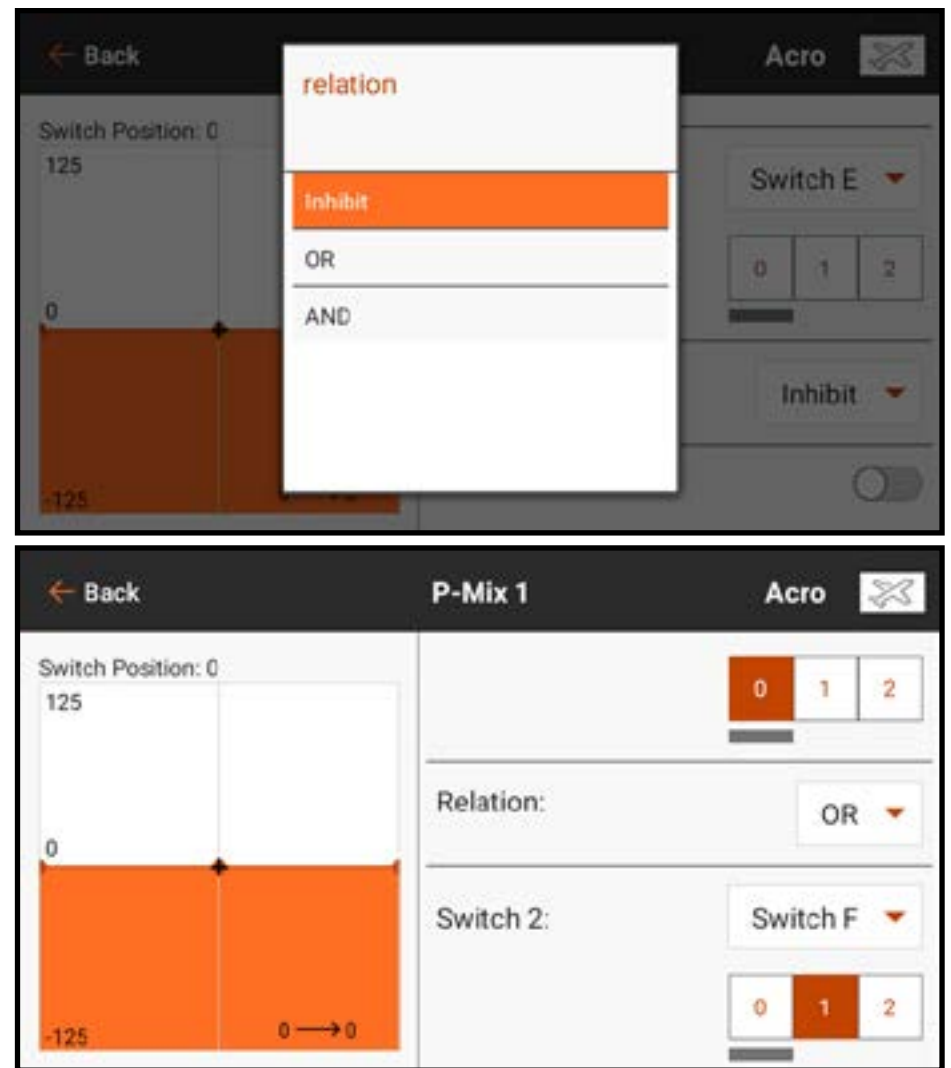 ← Back Acro
relation
Switch Position: 0
125
Switch E
Inhibit
OR
0 1 2
0
AND
Inhibit
-125
← Back P-Mix 1 Acro
Switch Position: 0
125
0 1 2
Relation:
OR
0
Switch 2:
Switch F
0 1 2
-125
0 → 0